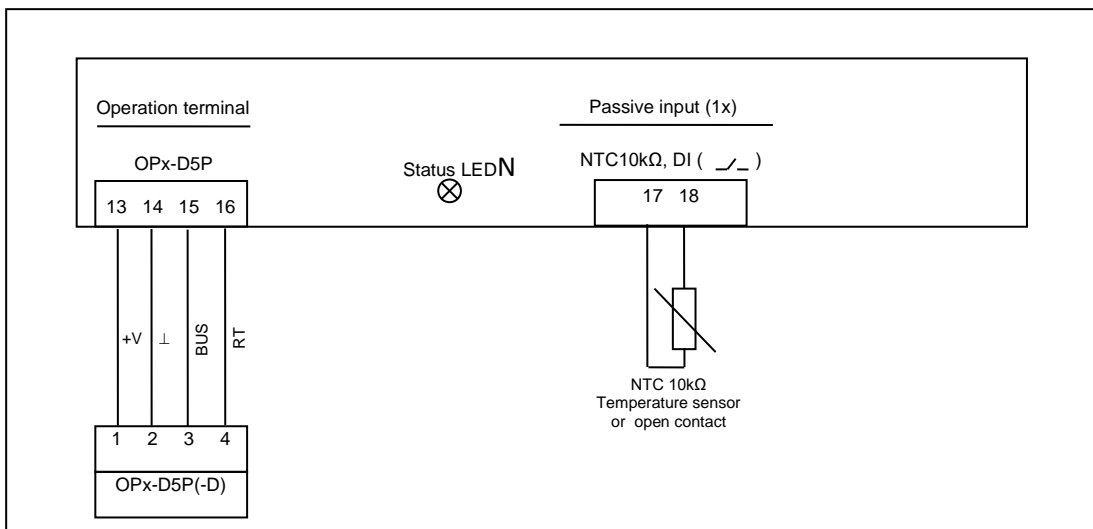 Operation terminal
OPx-D5P
13 14 15 16
Status LEDN
Passive input (1x)
NTC10kΩ, DI ( _/_ )
17 18
+V
⊥
BUS
RT
1 2 3 4
OPx-D5P(-D)
NTC 10kΩ
Temperature sensor
or open contact